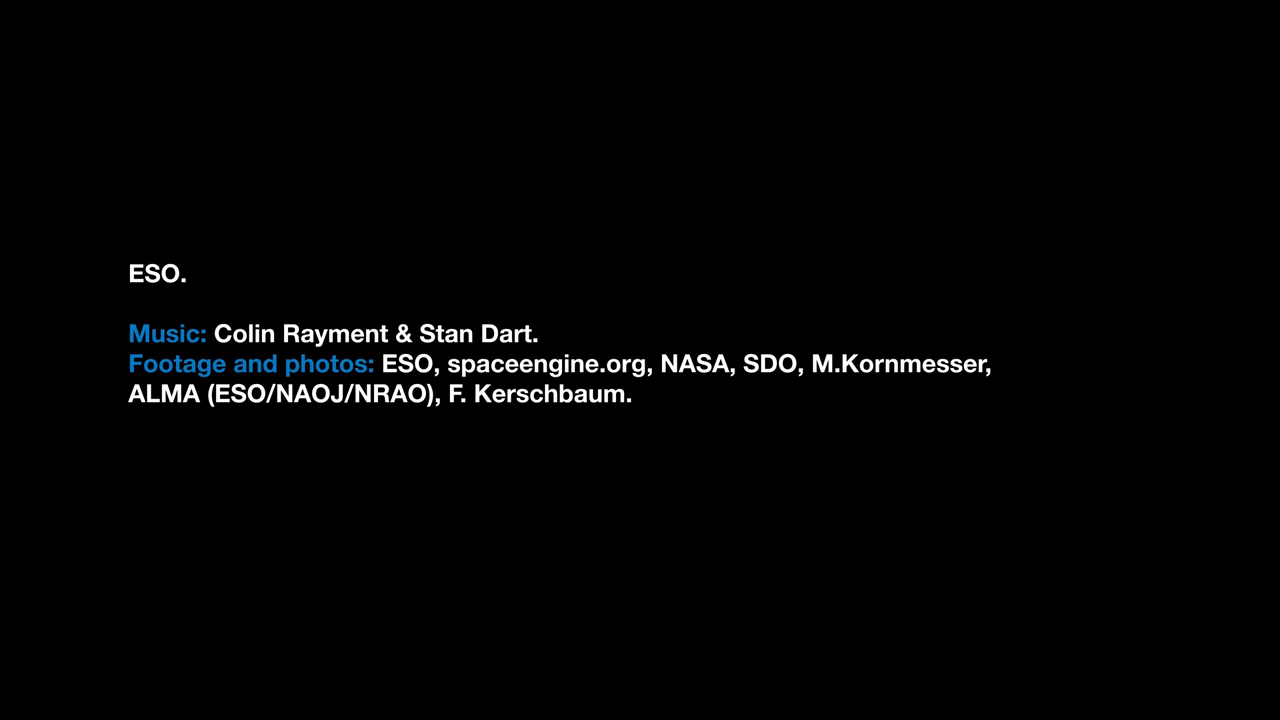 ESO.
Music: Colin Rayment & Stan Dart.
Footage and photos: ESO, spaceengine.org, NASA, SDO, M.Kornmesser,
ALMA (ESO/NAOJ/NRAO), F. Kerschbaum.